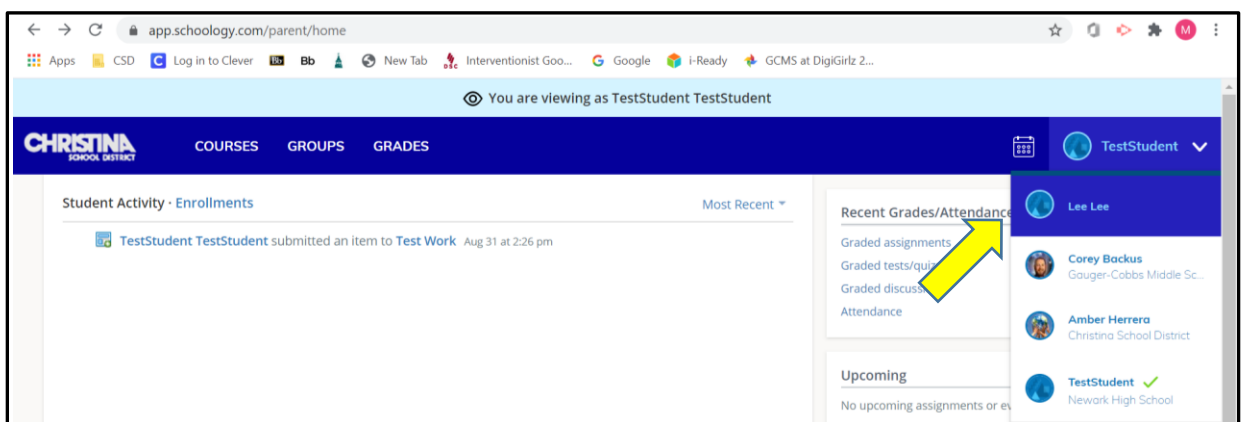 app.schoology.com/parent/home
M
Apps CSD C Log in to Clever Bb Bb New Tab OSC Interventionist Goo... G Google i-Ready GCMS at DigiGirlz 2...
You are viewing as TestStudent TestStudent
CHRISTINA SCHOOL DISTRICT COURSES GROUPS GRADES TestStudent
Student Activity · Enrollments Most Recent
TestStudent TestStudent submitted an item to Test Work Aug 31 at 2:26 pm
Recent Grades/Attendance
Graded assignments
Graded tests/
Graded
Attendance
Upcoming
No upcoming assignments or
Lee Lee
Corey Backus
Gauger-Cobbs Middle Sc...
Amber Herrera
Christina School District
TestStudent
Newark High School